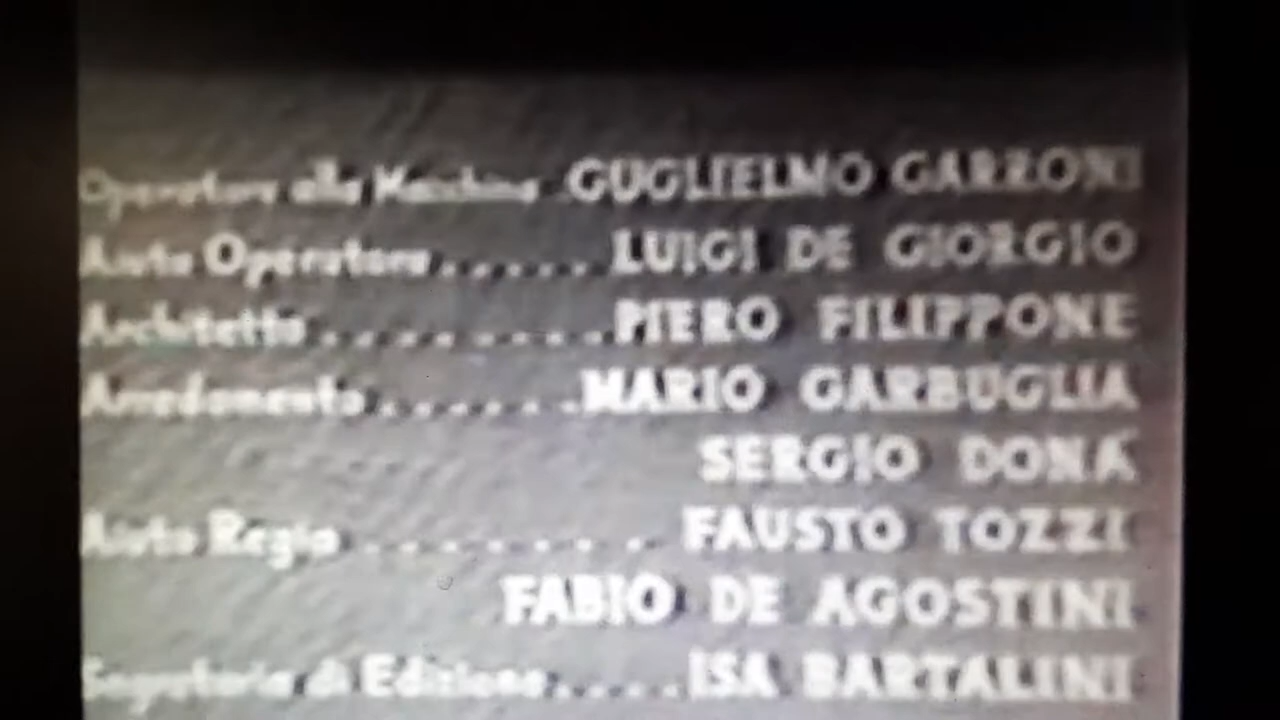 Operatore alla Macchina..GUGLIELMO GARRONI
Aiuto Operatore.......LUIGI DE GIORGIO
Architetto..........PIERO FILIPPONE
Arredamento........MARIO GARBUGLIA
SERGIO DONÁ
Aiuto Regia.........FAUSTO TOZZI
FABIO DE AGOSTINI
Segretaria di Edizione.....ISA BARTALINI